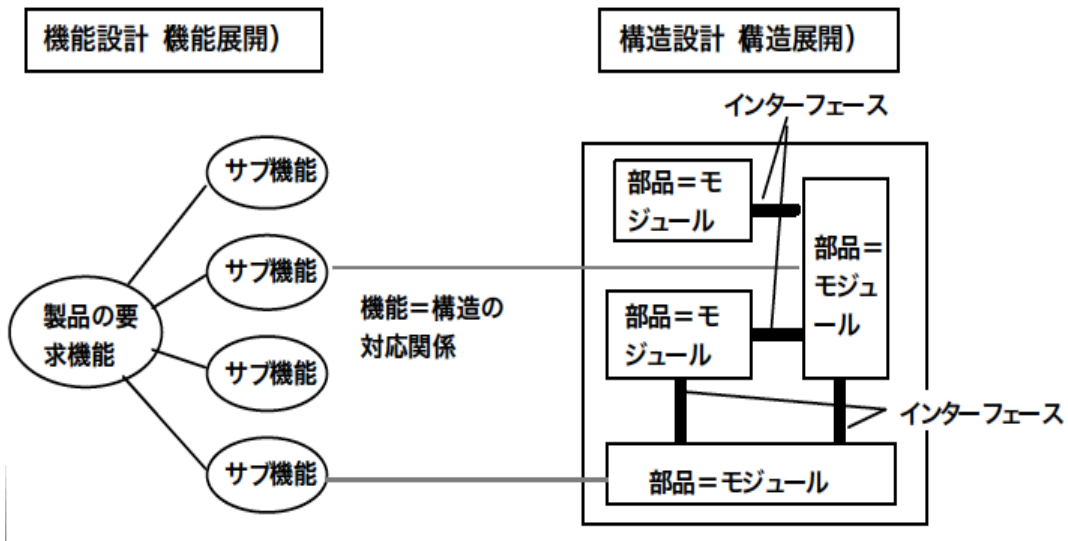 機能設計 機能展開)
構造設計 構造展開)
インターフェース
サブ機能
部品＝モ
ジュール
サブ機能
部品＝
モジュ
ール
製品の要
求機能
機能＝構造の
対応関係
部品＝モ
ジュール
サブ機能
インターフェース
サブ機能
部品＝モジュール